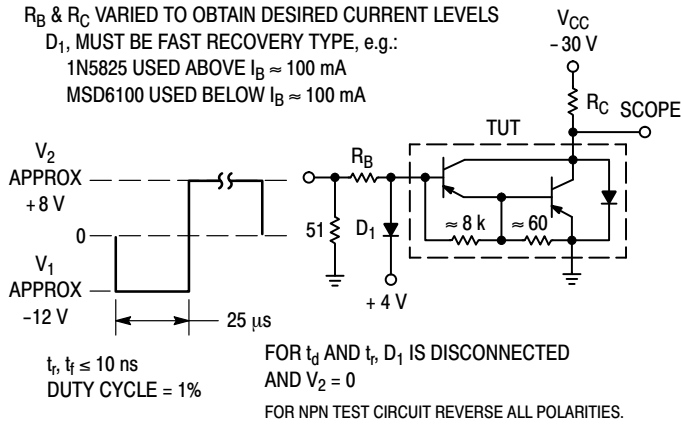 R_B & R_C VARIED TO OBTAIN DESIRED CURRENT LEVELS
D_1, MUST BE FAST RECOVERY TYPE, e.g.:
1N5825 USED ABOVE I_B ≈ 100 mA
MSD6100 USED BELOW I_B ≈ 100 mA
V_CC
- 30 V
R_C
SCOPE
TUT
R_B
V_2
APPROX
+8 V
0
V_1
APPROX
-12 V
51
D_1
≈ 8 k
≈ 60
+ 4 V
25 μs
t_r, t_f ≤ 10 ns
DUTY CYCLE = 1%
FOR t_d AND t_r, D_1 IS DISCONNECTED
AND V_2 = 0
FOR NPN TEST CIRCUIT REVERSE ALL POLARITIES.